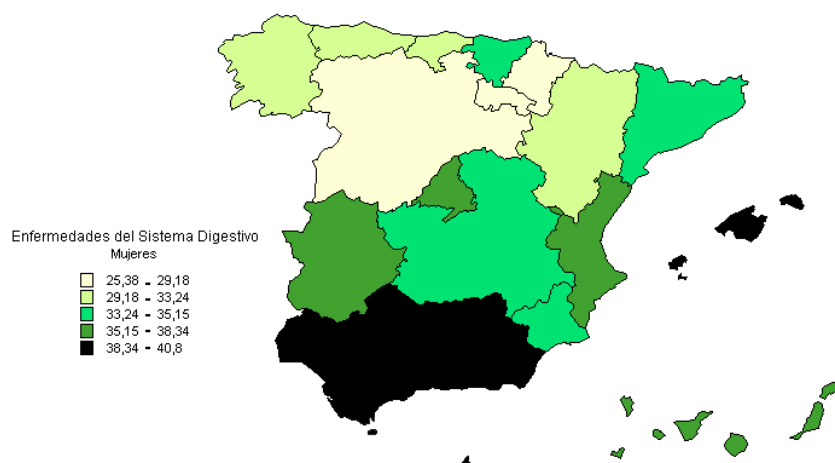 Enfermedades del Sistema Digestivo
Mujeres
25,38 - 29,18
29,18 - 33,24
33,24 - 35,15
35,15 - 38,34
38,34 - 40,8